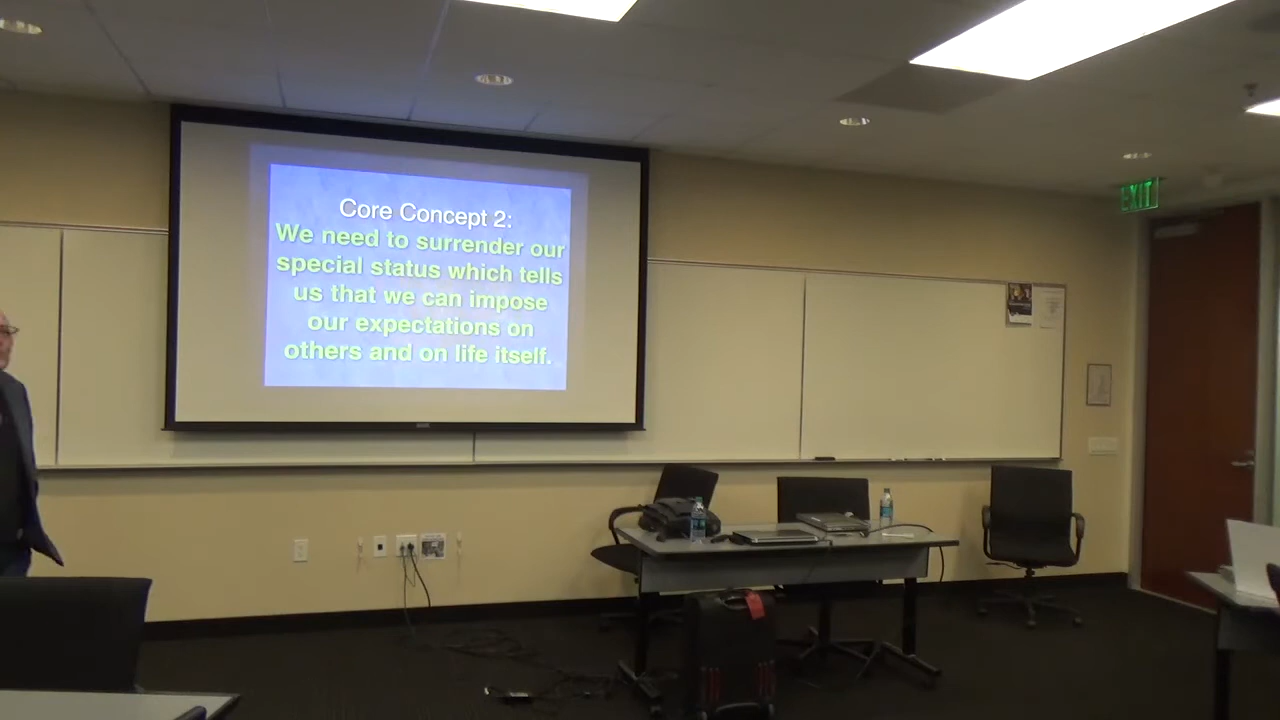 Core Concept 2:
We need to surrender our
special status which tells
us that we can impose
our expectations on
others and on life itself.
EXIT